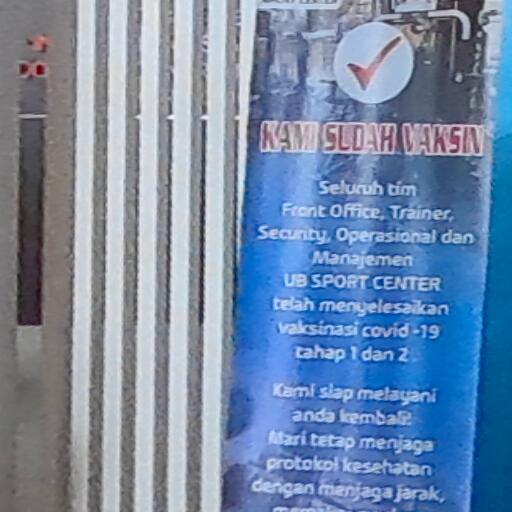 KAMI SUDAH VAKSIN
Seluruh tim
Front Office, Trainer,
Security, Operasional dan
Manajemen
UB SPORT CENTER
telah menyelesaikan
vaksinasi covid -19
tahap 1 dan 2
Kami siap melayani
anda kembali!
Mari tetap menjaga
protokol kesehatan
dengan menjaga jarak,